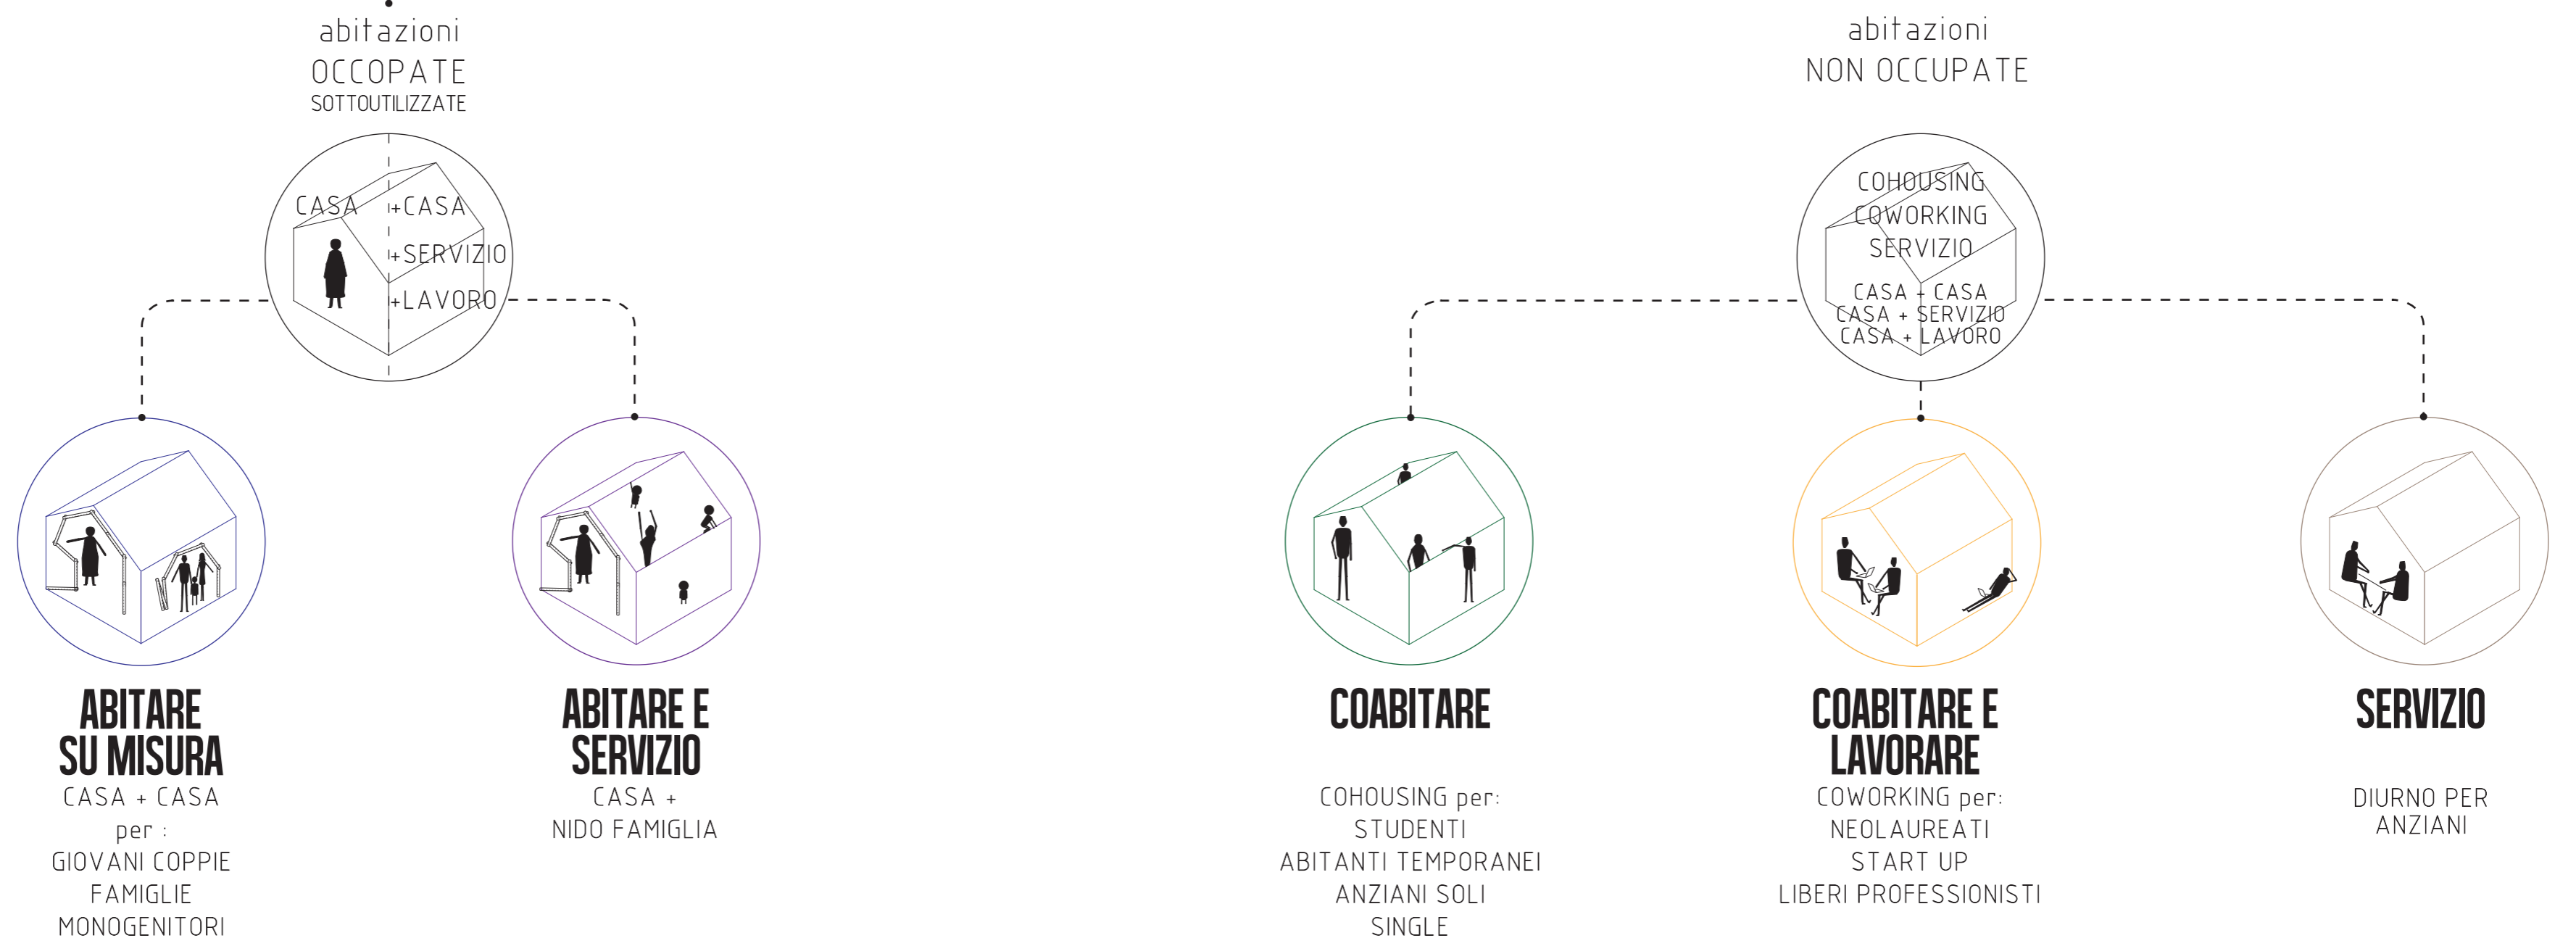 abitazioni
OCCOPATE
SOTTOUTILIZZATE
CASA
+CASA
+SERVIZIO
+LAVORO
ABITARE
SU MISURA
CASA + CASA
per :
GIOVANI COPPIE
FAMIGLIE
MONOGENITORI
ABITARE E
SERVIZIO
CASA +
NIDO FAMIGLIA
abitazioni
NON OCCUPATE
COHOUSING
COWORKING
SERVIZIO
CASA + CASA
CASA + SERVIZIO
CASA + LAVORO
COABITARE
COHOUSING per:
STUDENTI
ABITANTI TEMPORANEI
ANZIANI SOLI
SINGLE
COABITARE E
LAVORARE
COWORKING per:
NEOLAUREATI
START UP
LIBERI PROFESSIONISTI
SERVIZIO
DIURNO PER
ANZIANI